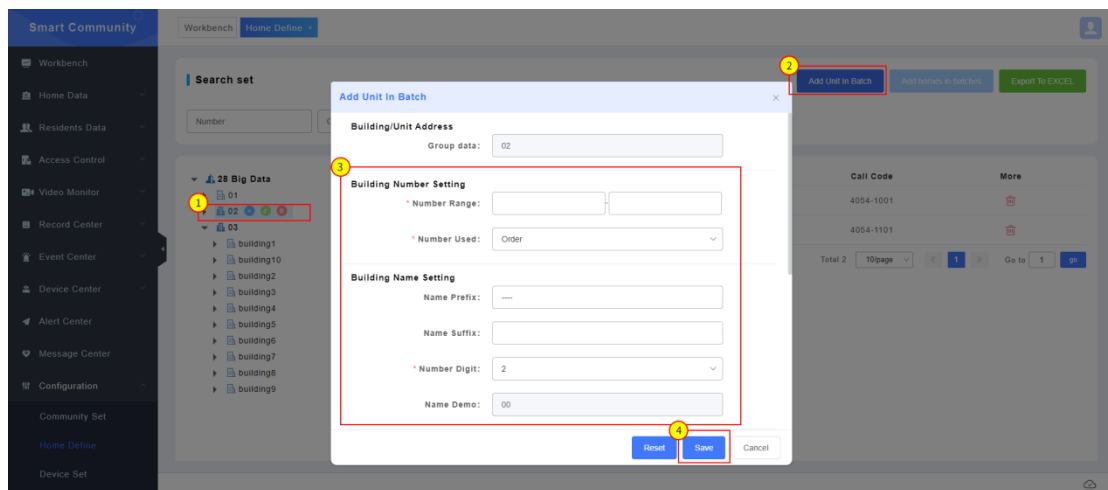 Smart Community
Workbench
Home Define
Workbench
Home Data
Residents Data
Access Control
Video Monitor
Record Center
Event Center
Device Center
Alert Center
Message Center
Configuration
Community Set
Home Define
Device Set
Search set
2
Add Unit In Batch
Add homes in batches
Export To EXCEL
Number
28 Big Data
01
1
02
03
building1
building10
building2
building3
building4
building5
building6
building7
building8
building9
Add Unit In Batch
Building/Unit Address
Group data: 02
3
Building Number Setting
* Number Range: -
* Number Used: Order
Building Name Setting
Name Prefix: ---
Name Suffix:
* Number Digit: 2
Name Demo: 00
4
Reset Save Cancel
Call Code More
4054-1001
4054-1101
Total 2 10/page < 1 > Go to 1 go